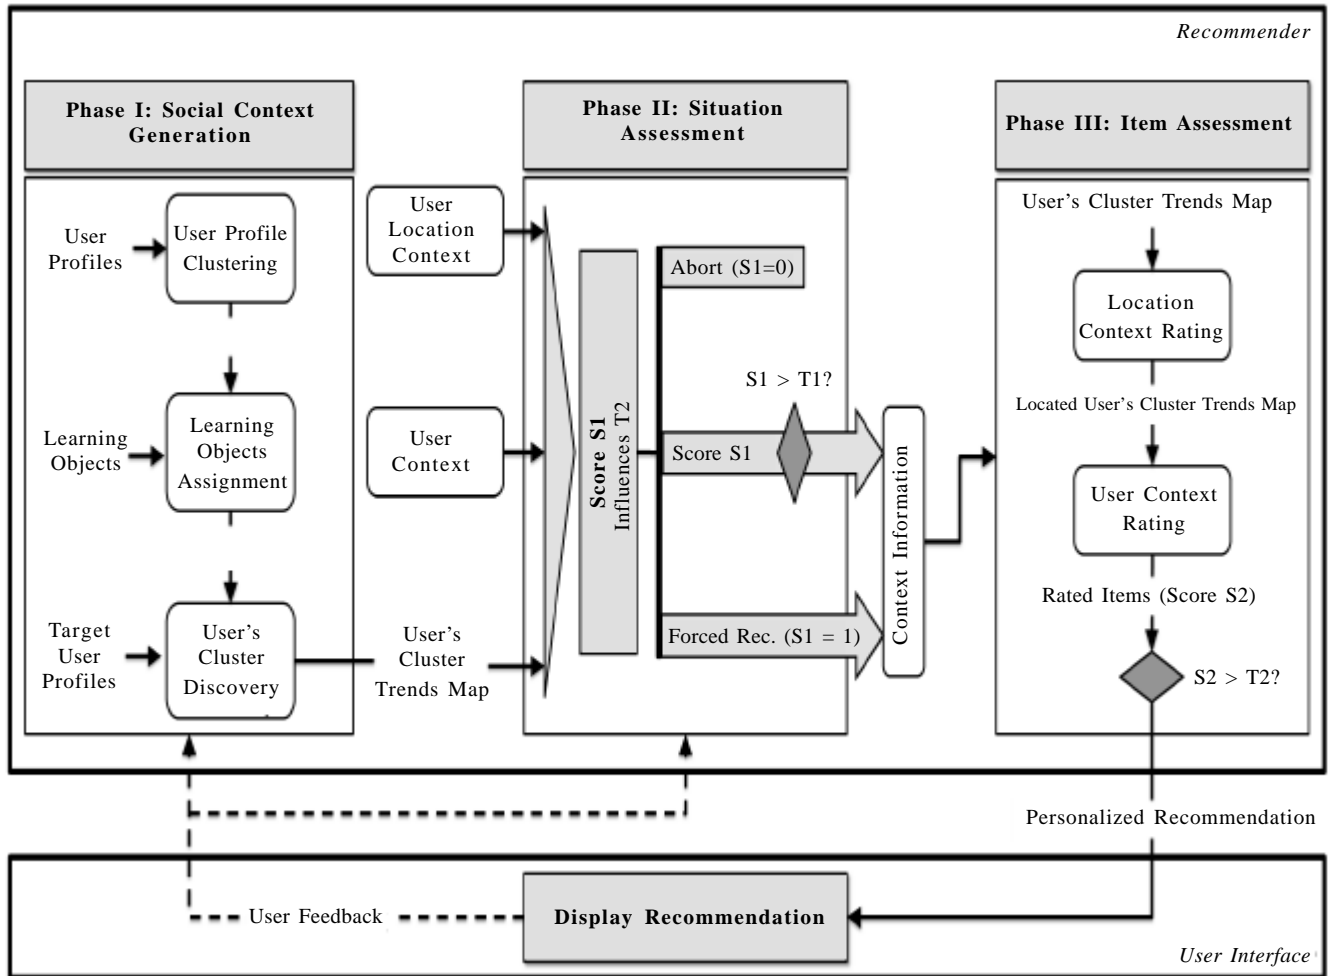 Recommender
Phase I: Social Context
Generation
Phase II: Situation
Assessment
Phase III: Item Assessment
User
Profiles
User Profile
Clustering
Learning
Objects
Learning
Objects
Assignment
Target
User
Profiles
User's
Cluster
Discovery
User
Location
Context
User
Context
User's
Cluster
Trends Map
Score S1
Influences T2
Abort (S1=0)
S1 > T1?
Score S1
Forced Rec. (S1 = 1)
Context Information
User's Cluster Trends Map
Location
Context Rating
Located User's Cluster Trends Map
User Context
Rating
Rated Items (Score S2)
S2 > T2?
Personalized Recommendation
User Feedback
Display Recommendation
User Interface